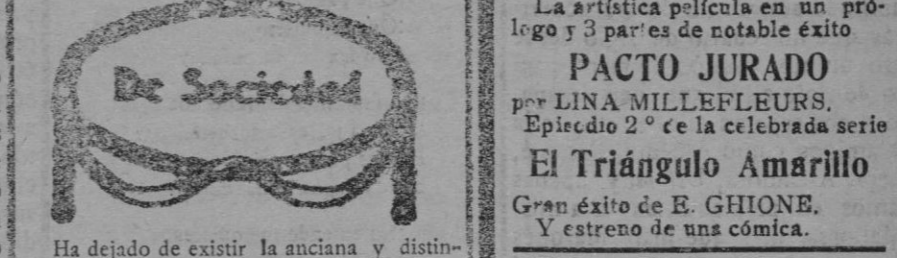 De Sociedad
Ha dejado de existir la anciana y distin-
La artística película en un pró-
logo y 3 partes de notable éxito
PACTO JURADO
por LINA MILLEFLEURS.
Episodio 2º de la celebrada serie
El Triángulo Amarillo
Gran éxito de E. GHIONE.
Y estreno de una cómica.